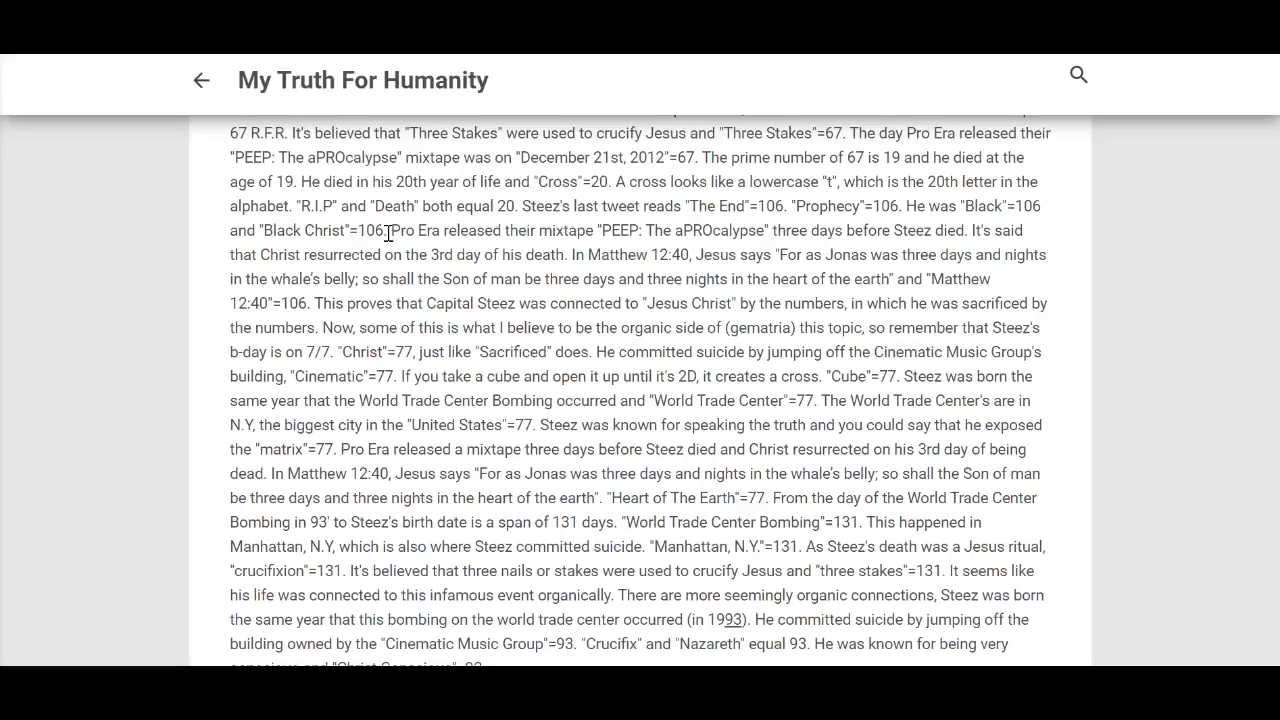 My Truth For Humanity
67 R.F.R. It's believed that "Three Stakes" were used to crucify Jesus and "Three Stakes"=67. The day Pro Era released their
"PEEP: The aPROcalypse" mixtape was on "December 21st, 2012"=67. The prime number of 67 is 19 and he died at the
age of 19. He died in his 20th year of life and "Cross"=20. A cross looks like a lowercase "t", which is the 20th letter in the
alphabet. "R.I.P" and "Death" both equal 20. Steez's last tweet reads "The End"=106. "Prophecy"=106. He was "Black"=106
and "Black Christ"=106. Pro Era released their mixtape "PEEP: The aPROcalypse" three days before Steez died. It's said
that Christ resurrected on the 3rd day of his death. In Matthew 12:40, Jesus says "For as Jonas was three days and nights
in the whale's belly; so shall the Son of man be three days and three nights in the heart of the earth" and "Matthew
12:40"=106. This proves that Capital Steez was connected to "Jesus Christ" by the numbers, in which he was sacrificed by
the numbers. Now, some of this is what I believe to be the organic side of (gematria) this topic, so remember that Steez's
b-day is on 7/7. "Christ"=77, just like "Sacrificed" does. He committed suicide by jumping off the Cinematic Music Group's
building, "Cinematic"=77. If you take a cube and open it up until it's 2D, it creates a cross. "Cube"=77. Steez was born the
same year that the World Trade Center Bombing occurred and "World Trade Center"=77. The World Trade Center's are in
N.Y, the biggest city in the "United States"=77. Steez was known for speaking the truth and you could say that he exposed
the "matrix"=77. Pro Era released a mixtape three days before Steez died and Christ resurrected on his 3rd day of being
dead. In Matthew 12:40, Jesus says "For as Jonas was three days and nights in the whale's belly; so shall the Son of man
be three days and three nights in the heart of the earth". "Heart of The Earth"=77. From the day of the World Trade Center
Bombing in 93' to Steez's birth date is a span of 131 days. "World Trade Center Bombing"=131. This happened in
Manhattan, N.Y, which is also where Steez committed suicide. "Manhattan, N.Y."=131. As Steez's death was a Jesus ritual,
"crucifixion"=131. It's believed that three nails or stakes were used to crucify Jesus and "three stakes"=131. It seems like
his life was connected to this infamous event organically. There are more seemingly organic connections, Steez was born
the same year that this bombing on the world trade center occurred (in 1993). He committed suicide by jumping off the
building owned by the "Cinematic Music Group"=93. "Crucifix" and "Nazareth" equal 93. He was known for being very
conscious and "Christ Conscious"=93